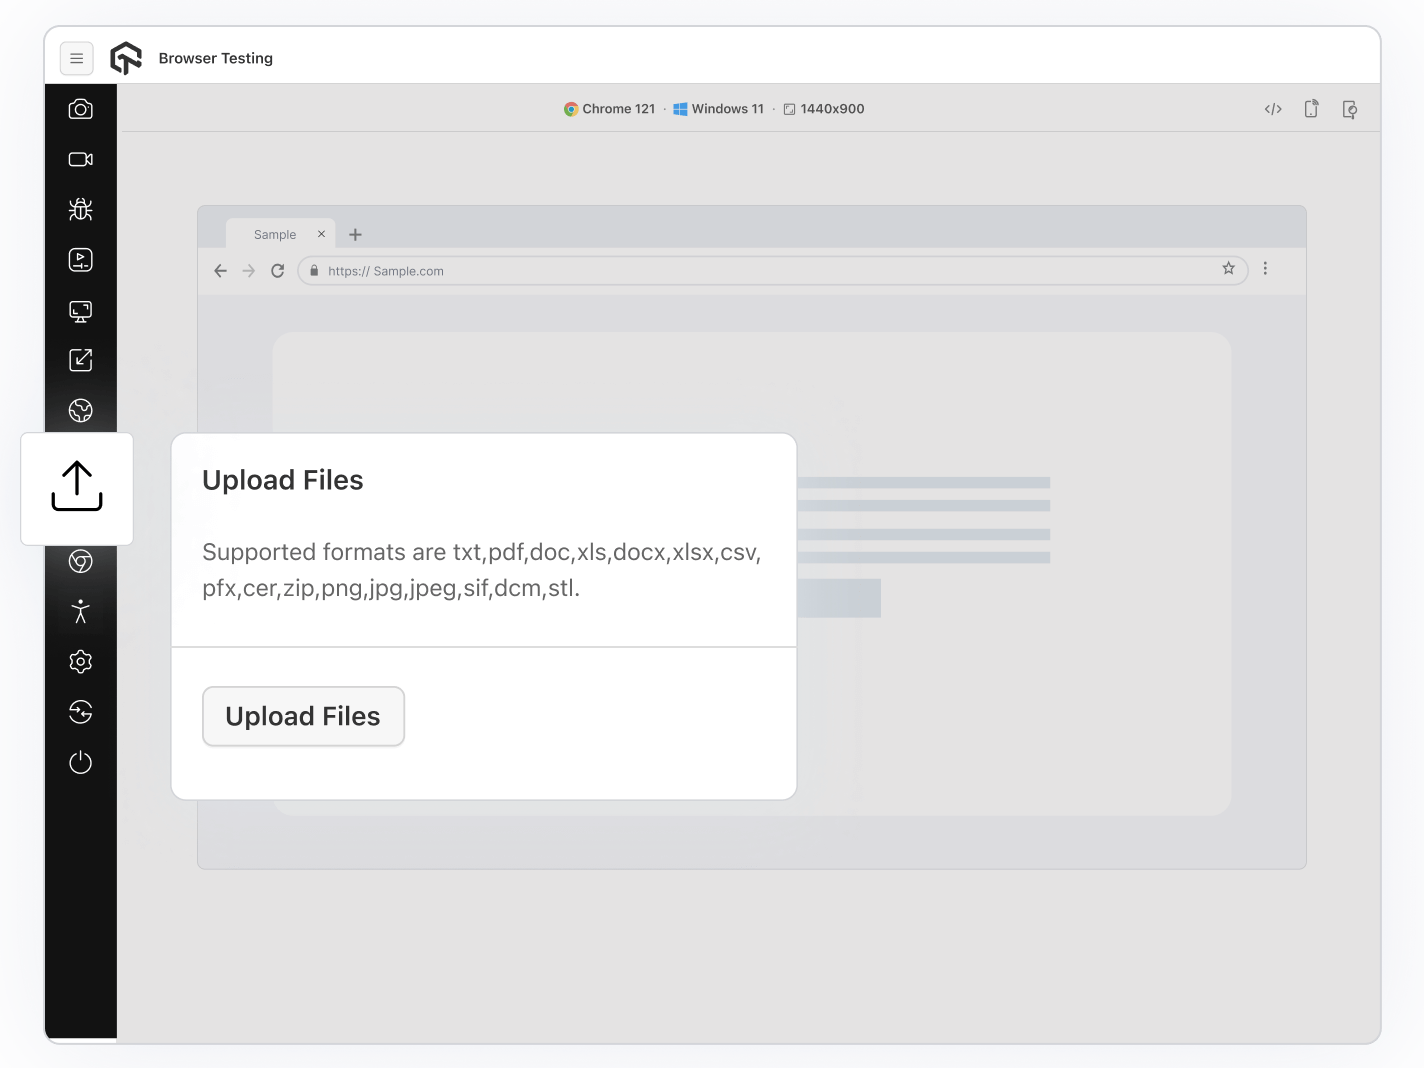 Browser Testing
Chrome 121 · Windows 11 · 1440x900
Sample
https:// Sample.com
Upload Files
Supported formats are txt,pdf,doc,xls,docx,xlsx,csv,
pfx,cer,zip,png,jpg,jpeg,sif,dcm,stl.
Upload Files